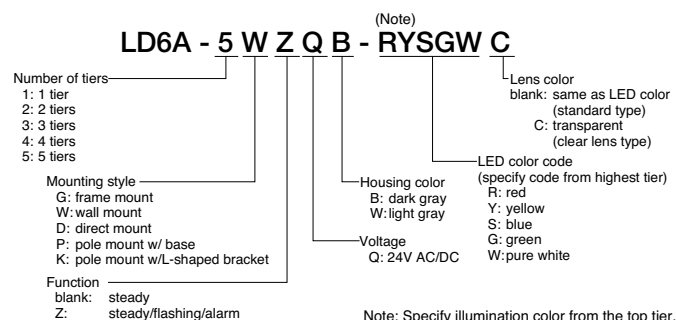 (Note)
LD6A - 5 W Z Q B - RYSGW C
Number of tiers
1: 1 tier
2: 2 tiers
3: 3 tiers
4: 4 tiers
5: 5 tiers
Mounting style
G: frame mount
W: wall mount
D: direct mount
P: pole mount w/ base
K: pole mount w/L-shaped bracket
Function
blank: steady
Z: steady/flashing/alarm
Housing color
B: dark gray
W: light gray
Voltage
Q: 24V AC/DC
Lens color
blank: same as LED color
(standard type)
C: transparent
(clear lens type)
LED color code
(specify code from highest tier)
R: red
Y: yellow
S: blue
G: green
W: pure white
Note: Specify illumination color from the top tier.